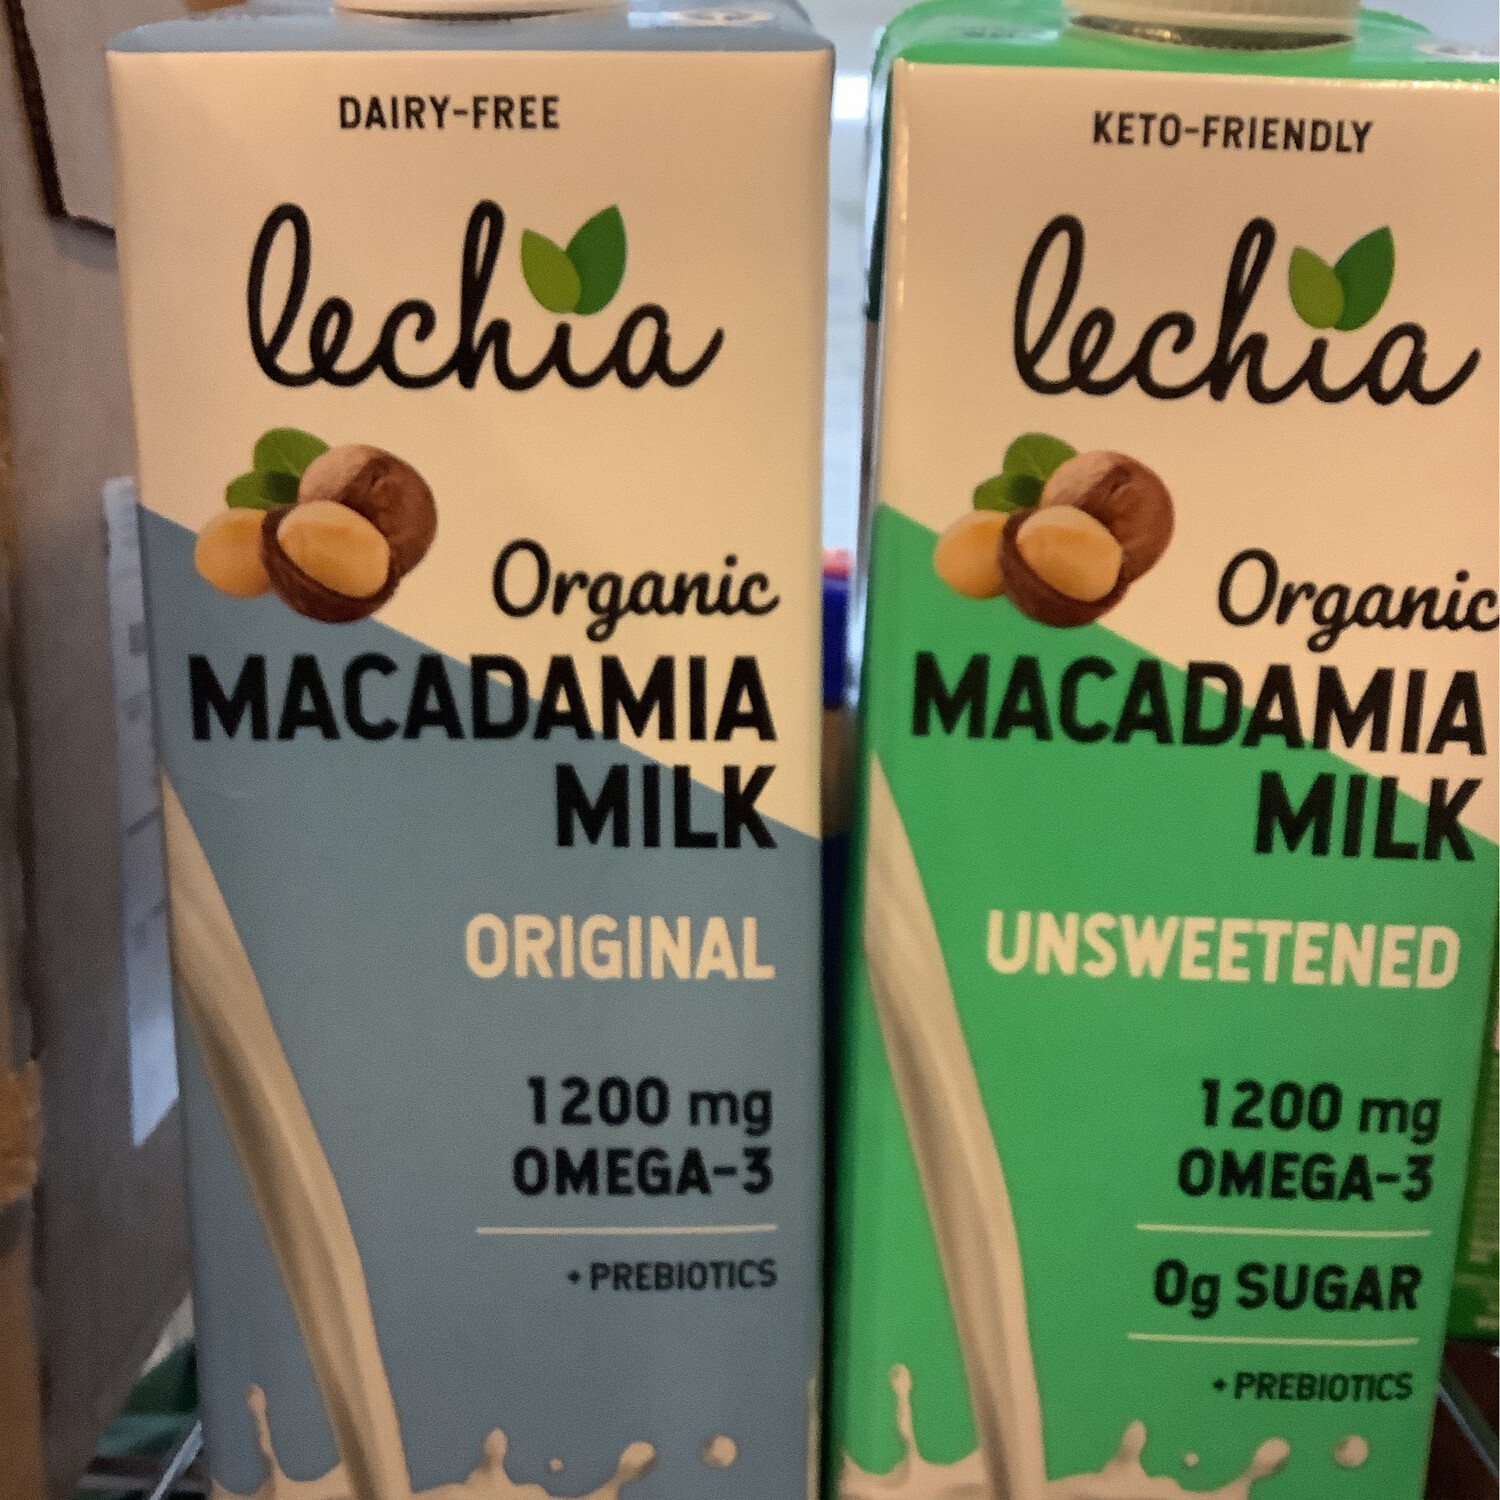 DAIRY-FREE
lechia
Organic
MACADAMIA
MILK
ORIGINAL
1200 mg
OMEGA-3
+ PREBIOTICS
KETO-FRIENDLY
lechia
Organic
MACADAMIA
MILK
UNSWEETENED
1200 mg
OMEGA-3
0g SUGAR
+ PREBIOTICS